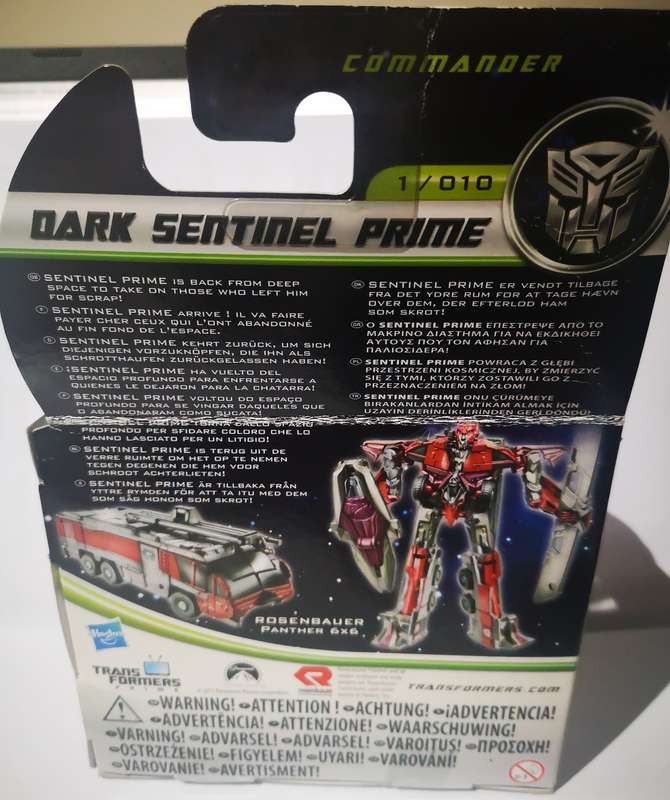 COMMANDER
1/010
DARK SENTINEL PRIME
GB SENTINEL PRIME IS BACK FROM DEEP
SPACE TO TAKE ON THOSE WHO LEFT HIM
FOR SCRAP!
F SENTINEL PRIME ARRIVE ! IL VA FAIRE
PAYER CHER CEUX QUI L'ONT ABANDONNÉ
AU FIN FOND DE L'ESPACE.
D SENTINEL PRIME KEHRT ZURÜCK, UM SICH
DIEJENIGEN VORZUKNÖPFEN, DIE IHN ALS
SCHROTTHAUFEN ZURÜCKGELASSEN HABEN!
E ¡SENTINEL PRIME HA VUELTO DEL
ESPACIO PROFUNDO PARA ENFRENTARSE A
QUIENES LE DEJARON PARA LA CHATARRA!
P SENTINEL PRIME VOLTOU DO ESPAÇO
PROFUNDO PARA SE VINGAR DAQUELES QUE
O ABANDONARAM COMO SUCATA!
SENTINEL PRIME TORNA DALLO SPAZIO
PROFONDO PER SFIDARE COLORO CHE LO
HANNO LASCIATO PER UN LITIGIO!
NL SENTINEL PRIME IS TERUG UIT DE
VERRE RUIMTE OM HET OP TE NEMEN
TEGEN DEGENEN DIE HEM VOOR
SCHROOT ACHTERLIETEN!
S SENTINEL PRIME ÄR TILLBAKA FRÅN
YTTRE RYMDEN FÖR ATT TA ITU MED DEM
SOM SÅG HONOM SOM SKROT!
DK SENTINEL PRIME ER VENDT TILBAGE
FRA DET YDRE RUM FOR AT TAGE HÆVN
OVER DEM, DER EFTERLOD HAM
SOM SKROT!
GR Ο SENTINEL PRIME ΕΠΕΣΤΡΕΨΕ ΑΠΟ ΤΟ
ΜΑΚΡΙΝΟ ΔΙΑΣΤΗΜΑ ΓΙΑ ΝΑ ΕΚΔΙΚΗΘΕΙ
ΑΥΤΟΥΣ ΠΟΥ ΤΟΝ ΑΦΗΣΑΝ ΓΙΑ
ΠΑΛΙΟΣΙΔΕΡΑ!
PL SENTINEL PRIME POWRACA Z GŁĘBI
PRZESTRZENI KOSMICZNEJ, BY ZMIERZYĆ
SIĘ Z TYMI, KTÓRZY ZOSTAWILI GO Z
PRZEZNACZENIEM NA ZŁOM!
TR SENTINEL PRIME ONU ÇÜRÜMEYE
BIRAKANLARDAN İNTİKAM ALMAK İÇİN
UZAYIN DERİNLİKLERİNDEN GERİ DÖNDÜ!
ROSENBAUER
PANTHER 6X6
Hasbro
TRANSFORMERS
PRIME
TRANSFORMERS.COM
WARNING! ATTENTION ! ACHTUNG! ¡ADVERTENCIA!
ADVERTÊNCIA! ATTENZIONE! WAARSCHUWING!
VARNING! ADVARSEL! ADVARSEL! VAROITUS! ΠΡΟΣΟΧΗ!
OSTRZEŻENIE! FIGYELEM! UYARI! VAROVÁNÍ!
VAROVANIE! AVERTISMENT!